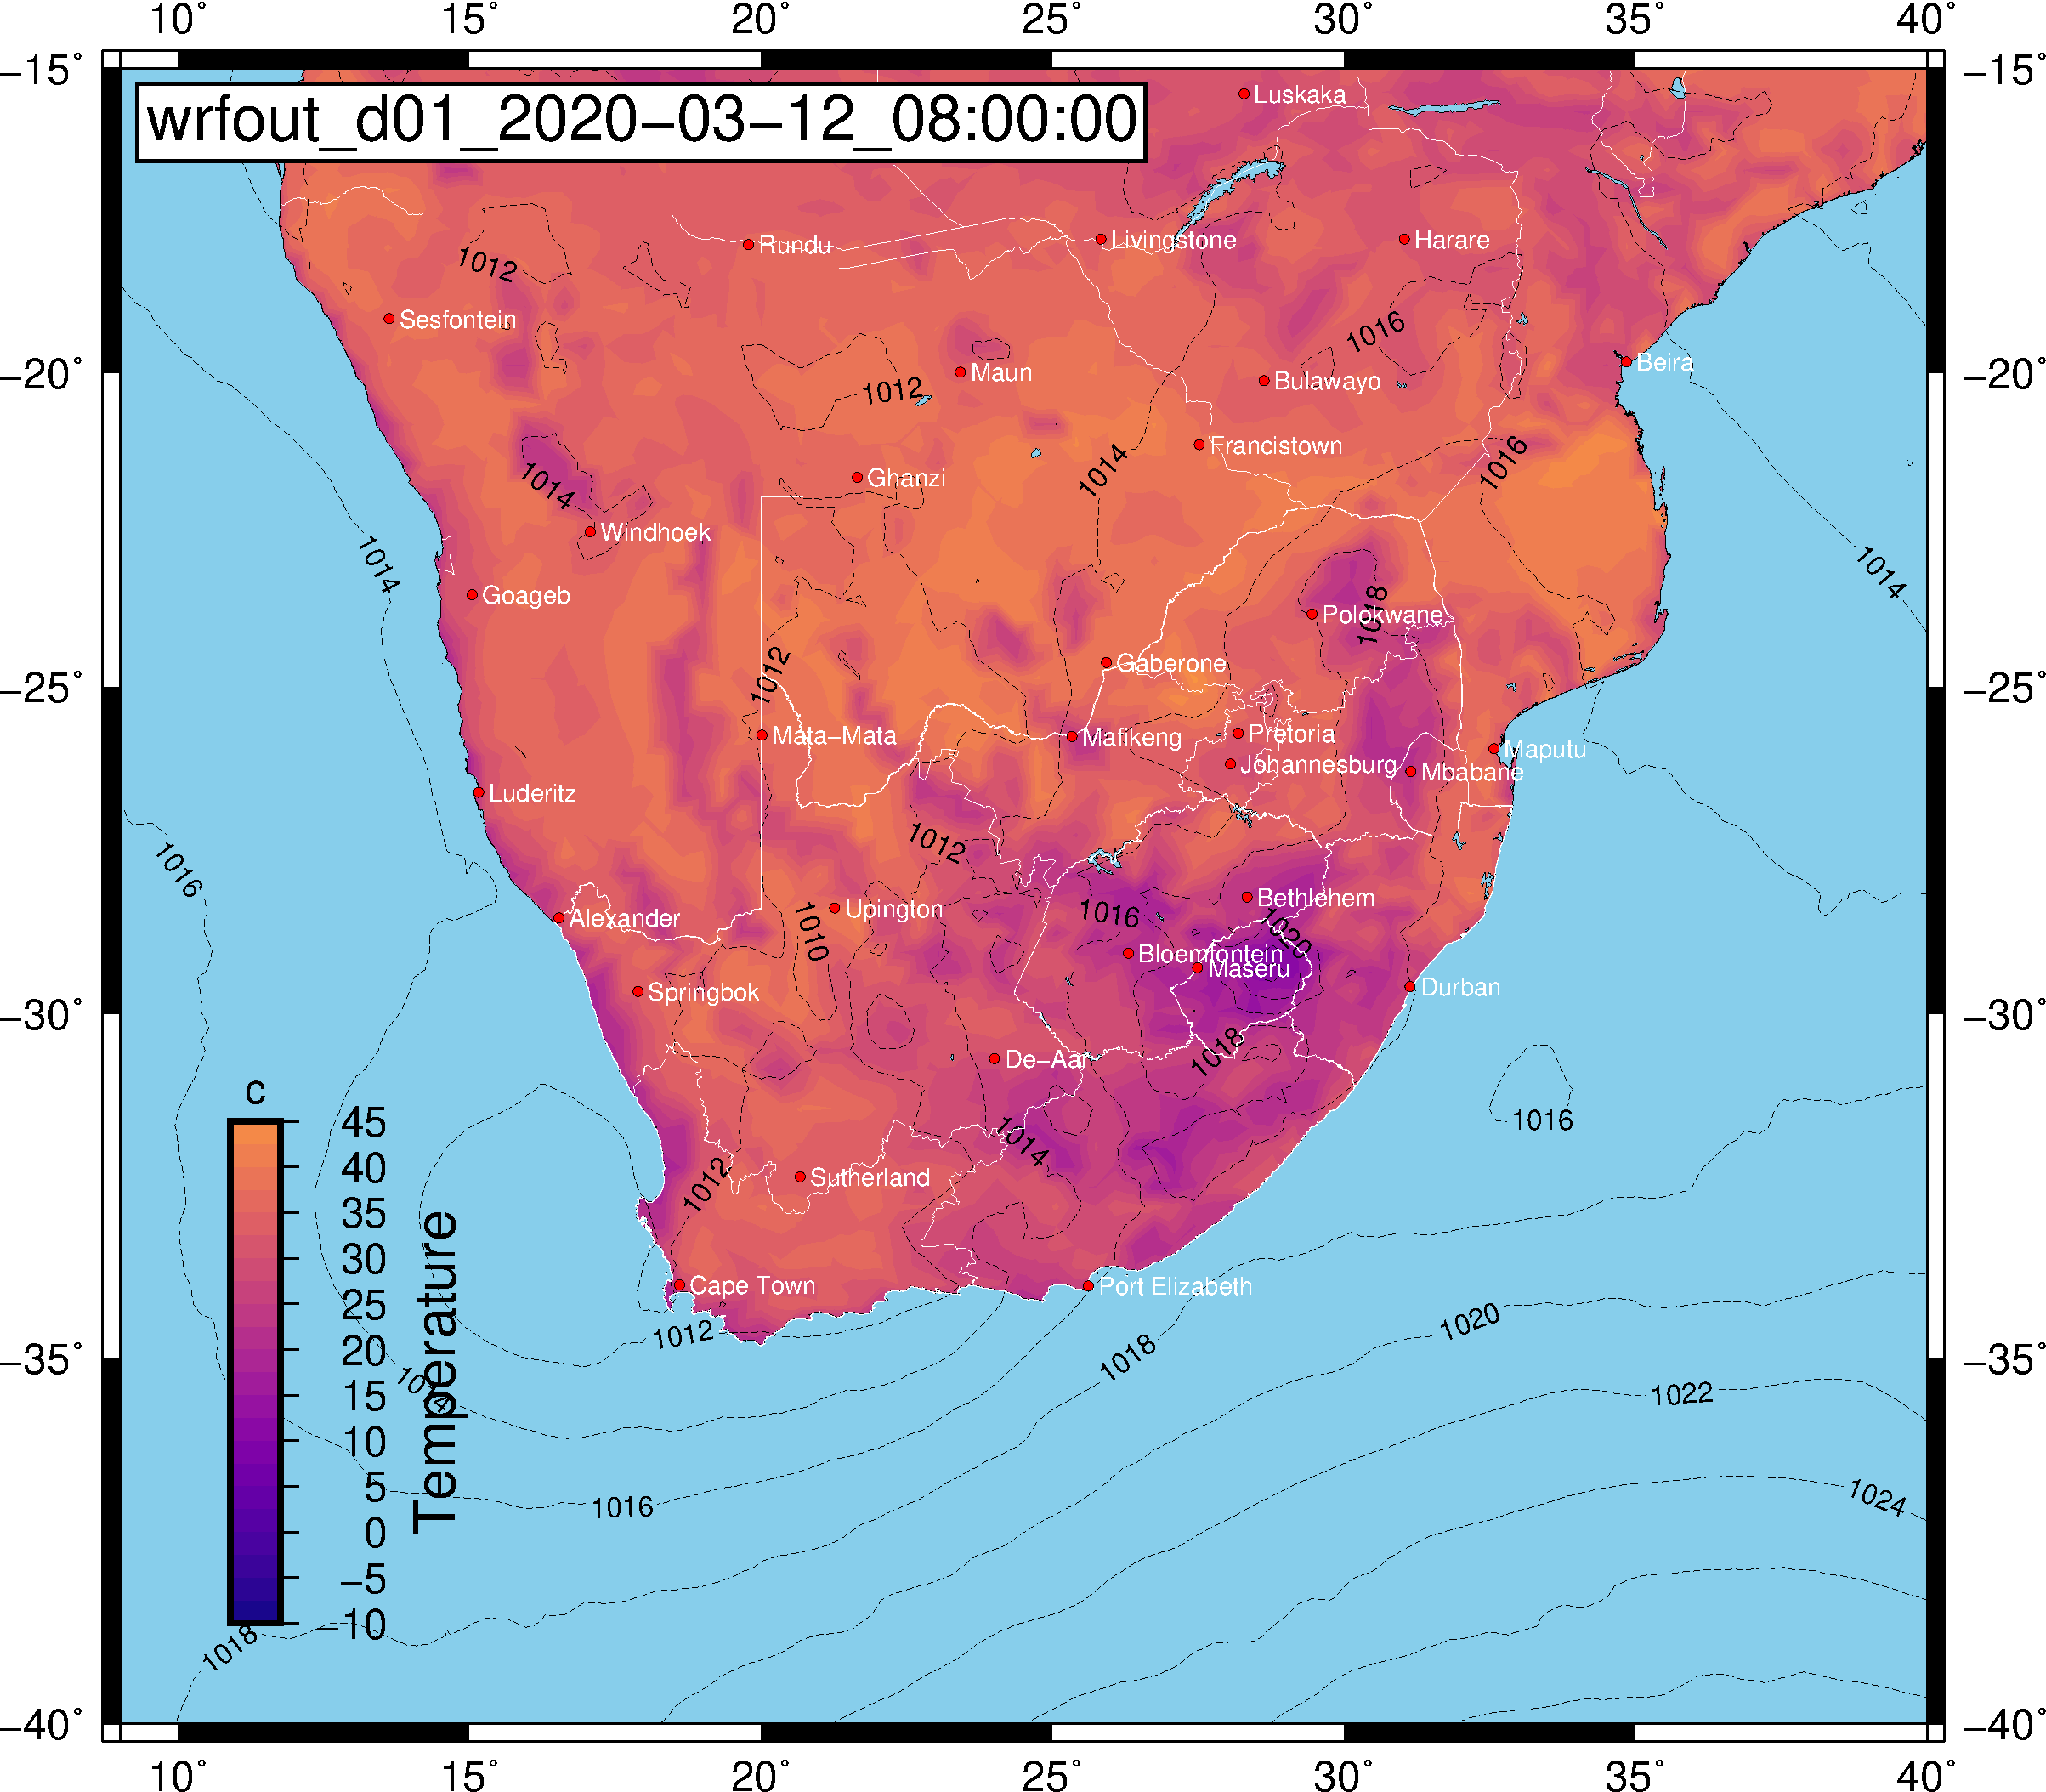 10° 15° 20° 25° 30° 35° 40°
−15° −15°
wrfout_d01_2020−03−12_08:00:00
Luskaka
Rundu
Livingstone
Harare
1012
Sesfontein
1016
Beira
−20° −20°
Maun
Bulawayo
1012
Francistown
1014
1016
Ghanzi
1014
Windhoek
1014
1014
Goageb
1018
Polokwane
Gaberone
1012
−25° −25°
Mata−Mata
Mafikeng
Pretoria
Maputu
Johannesburg
Mbabane
Luderitz
1012
1016
Bethlehem
Alexander
Upington
1016
1010
1020
Bloemfontein
Maseru
Springbok
Durban
−30° −30°
De−Aar
1018
c
1016
1014
Sutherland
1012
Cape Town
Port Elizabeth
1012
1020
1018
−35° −35°
1014
1022
1016
1024
1018
45
40
35
30
25
20
15
10
5
0
−5
−10
Temperature
−40° −40°
10° 15° 20° 25° 30° 35° 40°